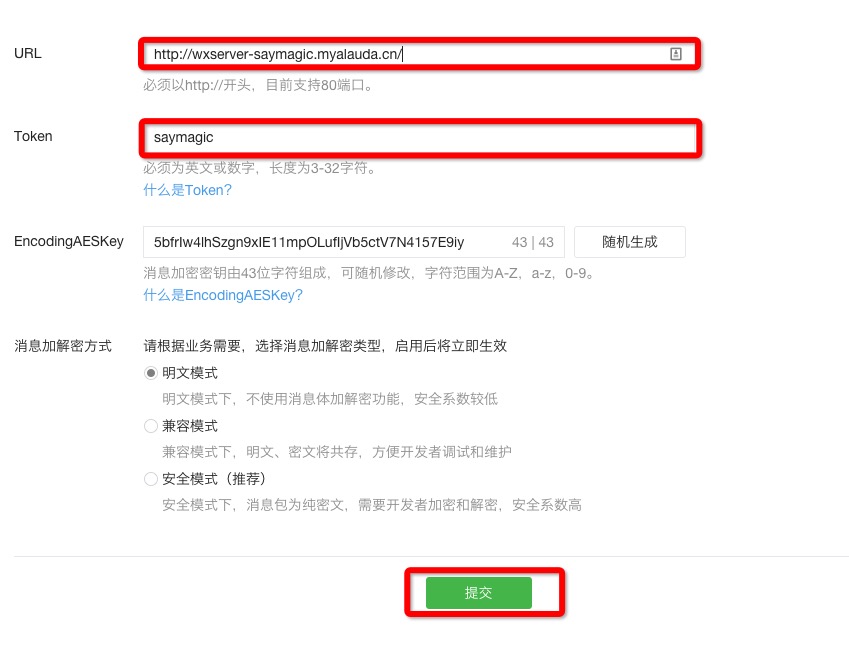 URL
http://wxserver-saymagic.myalauda.cn/
必须以http://开头，目前支持80端口。
Token
saymagic
必须为英文或数字，长度为3-32字符。
什么是Token?
EncodingAESKey
5bfrlw4lhSzgn9xIE11mpOLufIjVb5ctV7N4157E9iy
43 | 43
随机生成
消息加密密钥由43位字符组成，可随机修改，字符范围为A-Z，a-z，0-9。
什么是EncodingAESKey?
消息加解密方式
请根据业务需要，选择消息加解密类型，启用后将立即生效
明文模式
明文模式下，不使用消息体加解密功能，安全系数较低
兼容模式
兼容模式下，明文、密文将共存，方便开发者调试和维护
安全模式（推荐）
安全模式下，消息包为纯密文，需要开发者加密和解密，安全系数高
提交